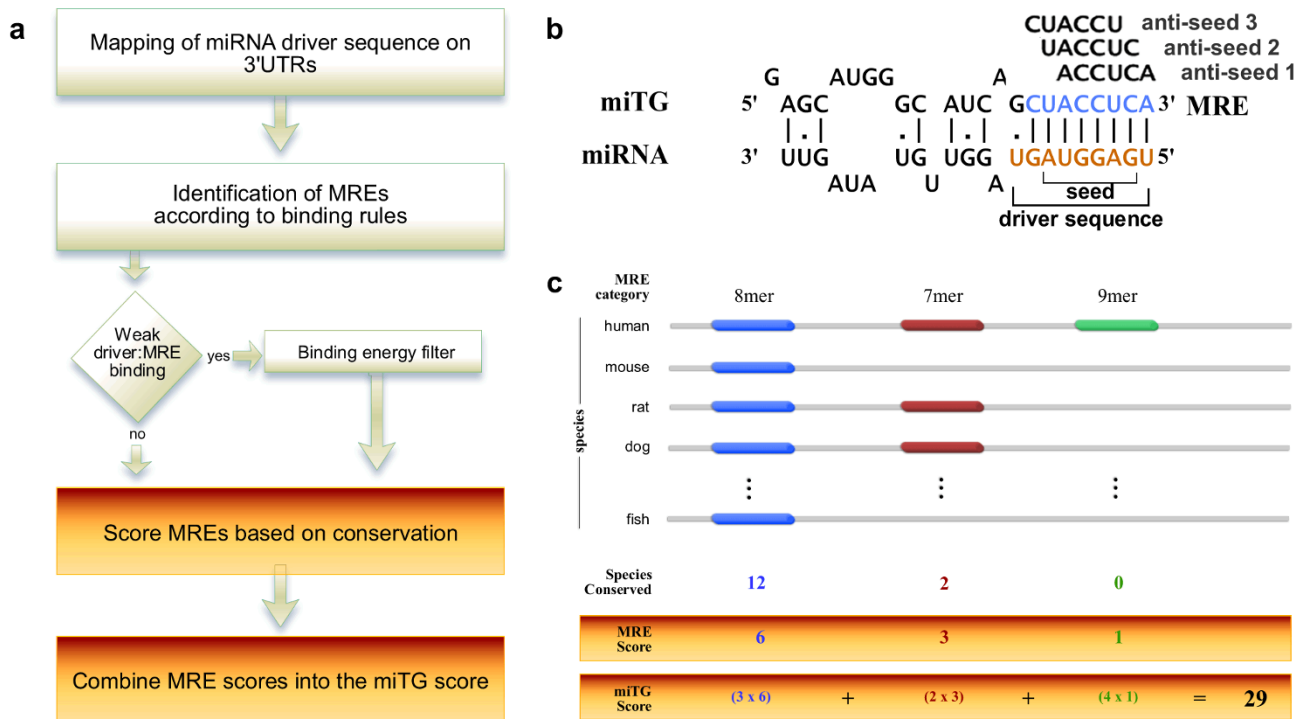 a
Mapping of miRNA driver sequence on
3'UTRs
Identification of MREs
according to binding rules
Weak
driver:MRE
binding
yes
Binding energy filter
no
Score MREs based on conservation
Combine MRE scores into the miTG score
b
CUACCU anti-seed 3
UACCUC anti-seed 2
ACCUCA anti-seed 1
G AUGG A
miTG 5' AGC GC AUC GCUACCUCA 3' MRE
miRNA 3' UUG UG UGG UGAUGGAGU 5'
AUA U A
seed
driver sequence
c
MRE
category
8mer 7mer 9mer
species
human
mouse
rat
dog
fish
Species
Conserved
12 2 0
MRE
Score
6 3 1
miTG
Score
(3 x 6) + (2 x 3) + (4 x 1) = 29